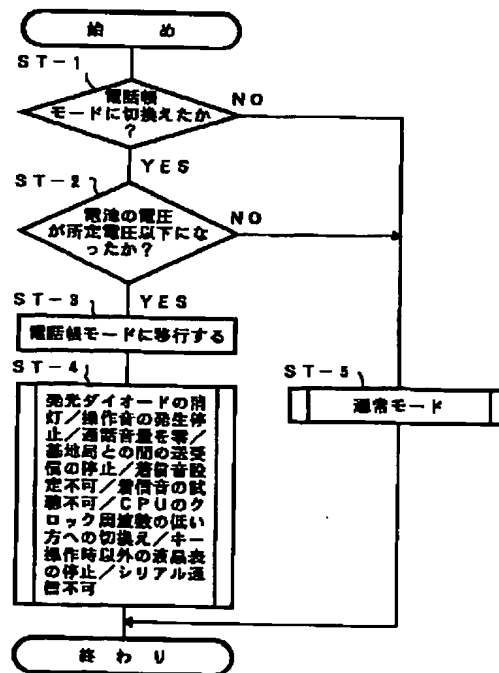 始め
ST-1
電話帳
モードに切換えたか
?
NO
YES
ST-2
電池の電圧
が所定電圧以下にな
ったか?
NO
YES
ST-3
電話帳モードに移行する
ST-4
発光ダイオードの消
灯/操作音の発生停
止/通話音量を零/
基地局との間の送受
信の停止/着信音設
定不可/着信音の試
聴不可/CPUのク
ロック周波数の低い
方への切換え/キー
操作時以外の液晶表
の停止/シリアル通
信不可
ST-5
通常モード
終わり